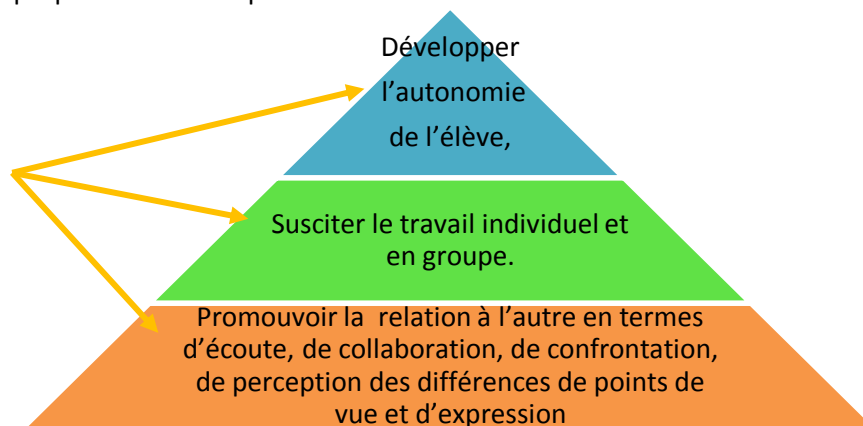 Développer
l'autonomie
de l'élève,
Susciter le travail individuel et
en groupe.
Promouvoir la  relation à l'autre en termes
d'écoute, de collaboration, de confrontation,
de perception des différences de points de
vue et d'expression